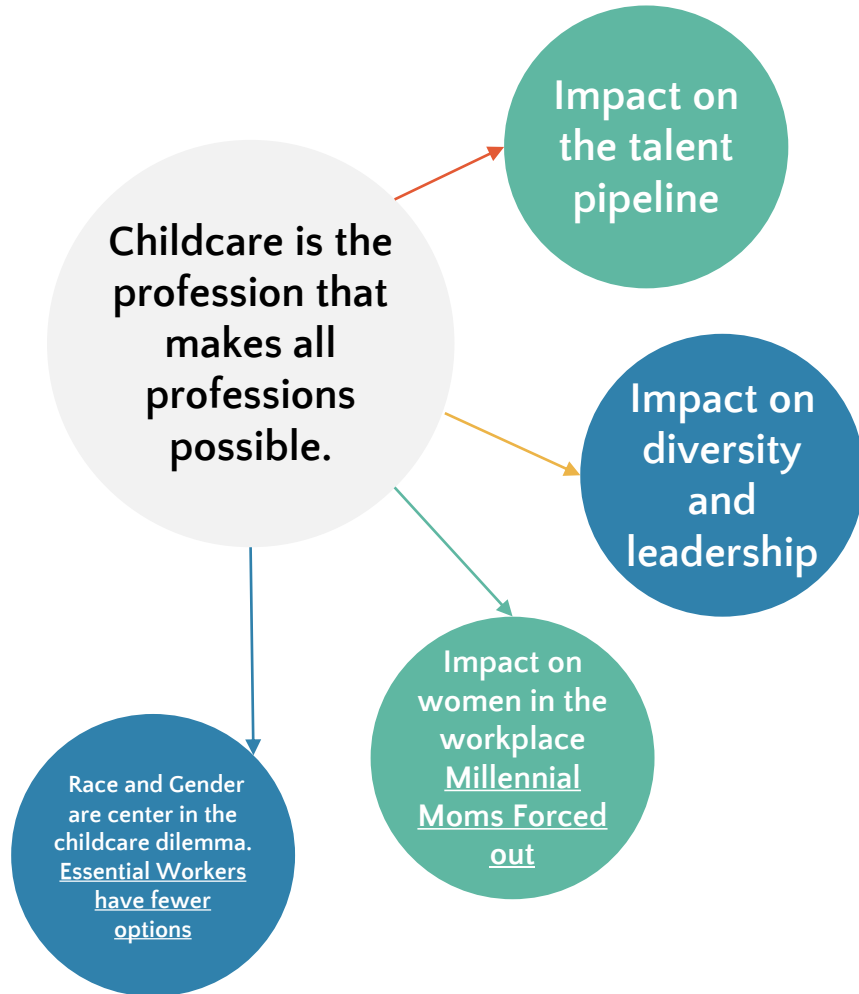 Childcare is the
profession that
makes all
professions
possible.
Impact on
the talent
pipeline
Impact on
diversity
and
leadership
Impact on
women in the
workplace
Millennial
Moms Forced
out
Race and Gender
are center in the
childcare dilemma.
Essential Workers
have fewer
options